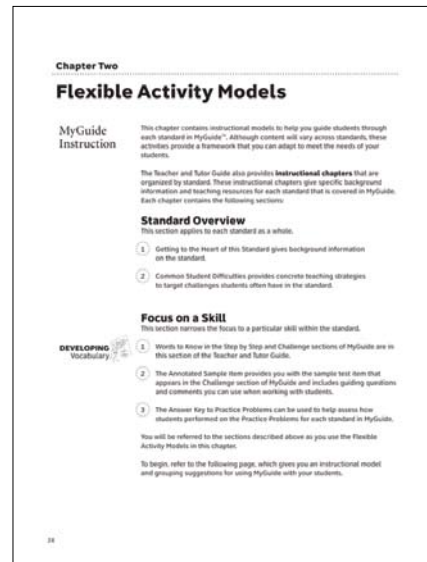 Chapter Two
Flexible Activity Models
MyGuide
Instruction
This chapter contains instructional models to help you guide students through
each standard in MyGuide™. Although content will vary across standards, these
activities provide a framework that you can adapt to meet the needs of your
students.
The Teacher and Tutor Guide also provides instructional chapters that are
organized by standard. These instructional chapters give specific background
information and teaching resources for each standard that is covered in MyGuide.
Each chapter contains the following sections:
Standard Overview
This section applies to each standard as a whole.
1 Getting to the Heart of this Standard gives background information
on the standard.
2 Common Student Difficulties provides concrete teaching strategies
to target challenges students often have in the standard.
Focus on a Skill
This section narrows the focus to a particular skill within the standard.
DEVELOPING
Vocabulary
1 Words to Know in the Step by Step and Challenge sections of MyGuide are in
this section of the Teacher and Tutor Guide.
2 The Annotated Sample Item provides you with the sample test item that
appears in the Challenge section of MyGuide and includes guiding questions
and comments you can use when working with students.
3 The Answer Key to Practice Problems can be used to help assess how
students performed on the Practice Problems for each standard in MyGuide.
You will be referred to the sections described above as you use the Flexible
Activity Models in this chapter.
To begin, refer to the following page, which gives you an instructional model
and grouping suggestions for using MyGuide with your students.